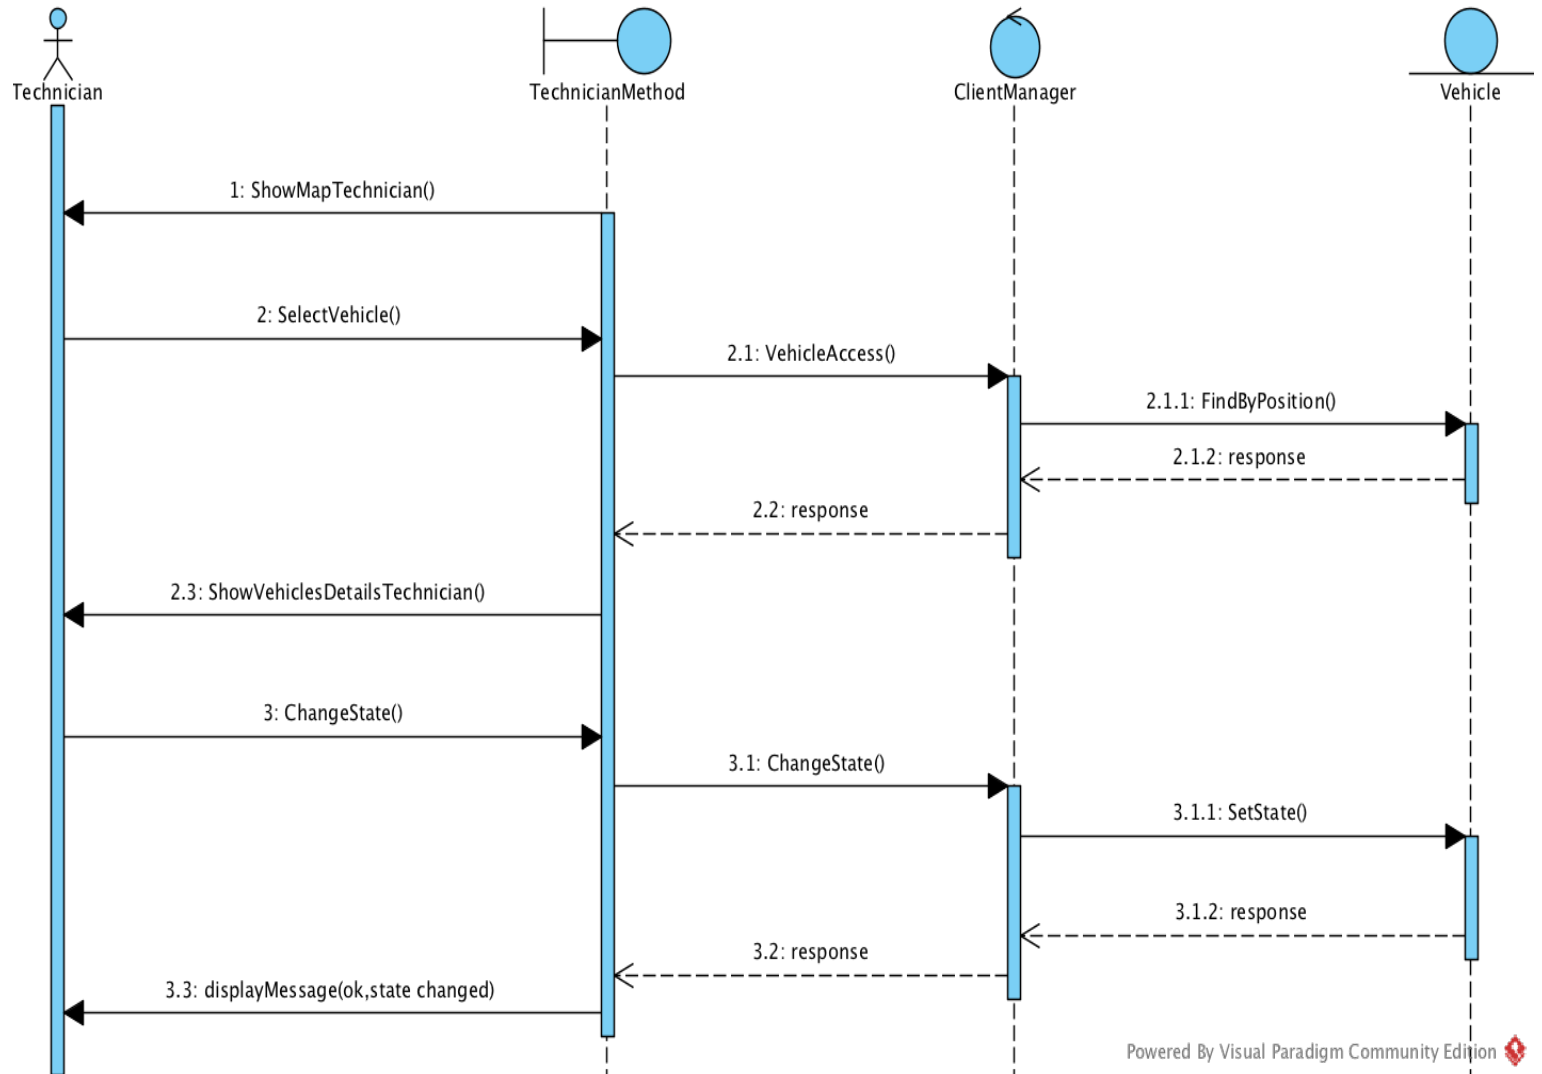 Technician
TechnicianMethod
ClientManager
Vehicle
1: ShowMapTechnician()
2: SelectVehicle()
2.1: VehicleAccess()
2.1.1: FindByPosition()
2.1.2: response
2.2: response
2.3: ShowVehiclesDetailsTechnician()
3: ChangeState()
3.1: ChangeState()
3.1.1: SetState()
3.1.2: response
3.2: response
3.3: displayMessage(ok,state changed)
Powered By Visual Paradigm Community Edition